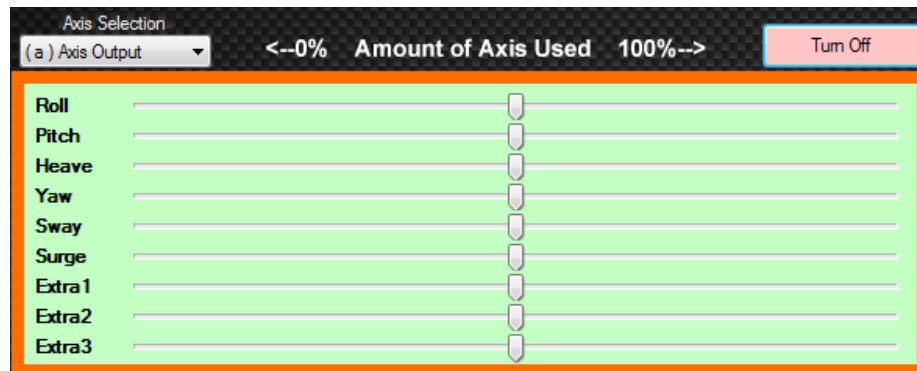 Axis Selection
( a ) Axis Output
<--0% Amount of Axis Used 100%-->
Turn Off
Roll
Pitch
Heave
Yaw
Sway
Surge
Extra1
Extra2
Extra3